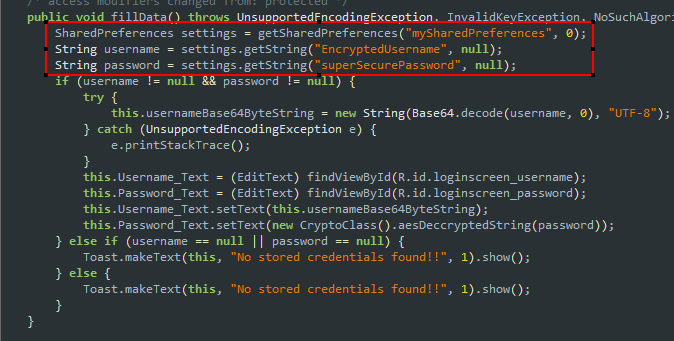 /* access modifiers changed from: protected */
public void fillData() throws UnsupportedEncodingException, InvalidKeyException, NoSuchAlgor
SharedPreferences settings = getSharedPreferences("mySharedPreferences", 0);
String username = settings.getString("EncryptedUsername", null);
String password = settings.getString("superSecurePassword", null);
if (username != null && password != null) {
try {
this.usernameBase64ByteString = new String(Base64.decode(username, 0), "UTF-8");
} catch (UnsupportedEncodingException e) {
e.printStackTrace();
}
this.Username_Text = (EditText) findViewById(R.id.loginscreen_username);
this.Password_Text = (EditText) findViewById(R.id.loginscreen_password);
this.Username_Text.setText(this.usernameBase64ByteString);
this.Password_Text.setText(new CryptoClass().aesDeccryptedString(password));
} else if (username == null || password == null) {
Toast.makeText(this, "No stored credentials found!!", 1).show();
} else {
Toast.makeText(this, "No stored credentials found!!", 1).show();
}
}